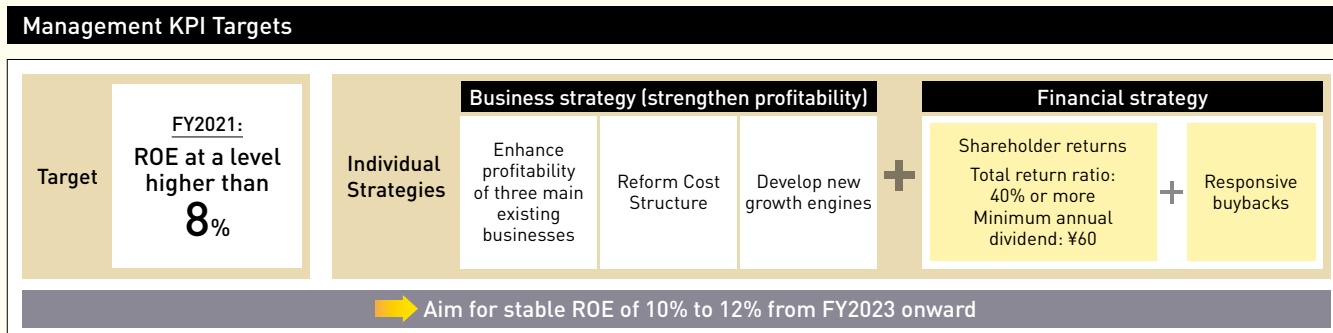 Management KPI Targets
Target
FY2021:
ROE at a level
higher than
8%
Individual
Strategies
Business strategy (strengthen profitability)
Enhance
profitability
of three main
existing
businesses
Reform Cost
Structure
Develop new
growth engines
+
Financial strategy
Shareholder returns
Total return ratio:
40% or more
Minimum annual
dividend: ¥60
+
Responsive
buybacks
Aim for stable ROE of 10% to 12% from FY2023 onward